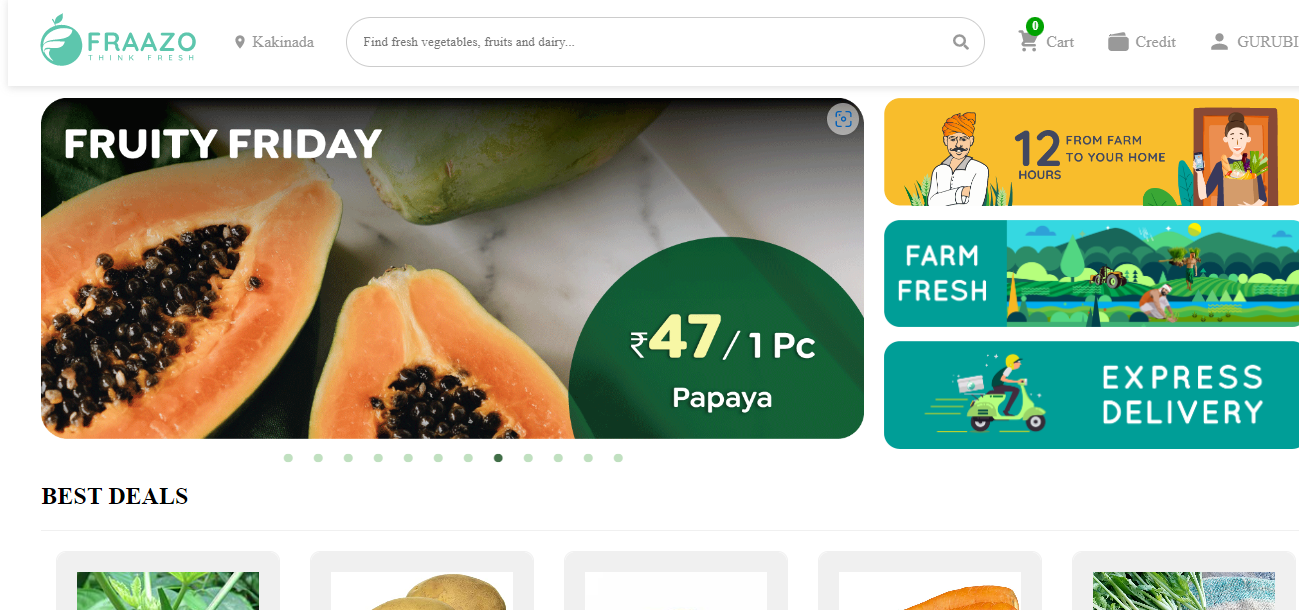 FRAAZO
THINK FRESH
Kakinada
Find fresh vegetables, fruits and dairy...
0
Cart
Credit
GURUBI
FRUITY FRIDAY
₹47/ 1 Pc
Papaya
12
HOURS
FROM FARM
TO YOUR HOME
FARM
FRESH
EXPRESS
DELIVERY
BEST DEALS